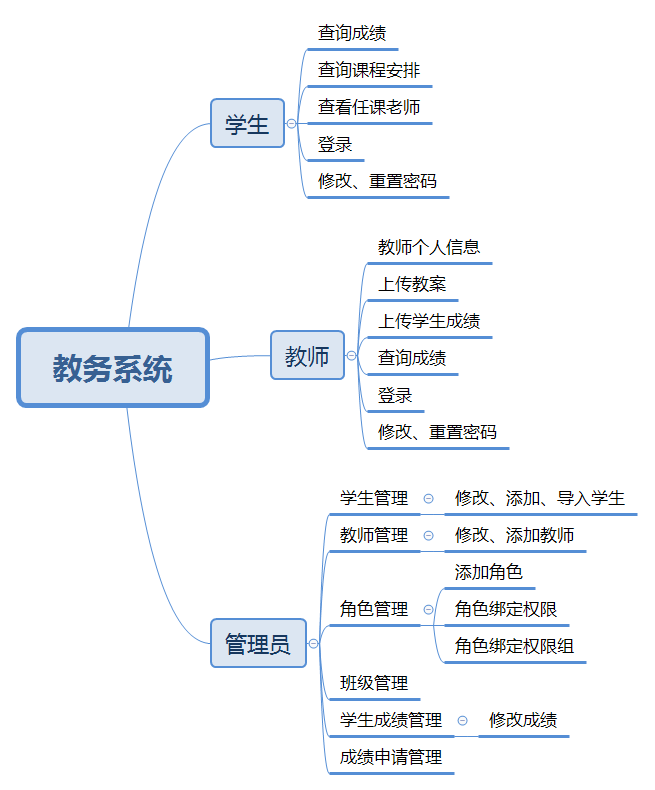 教务系统
学生
查询成绩
查询课程安排
查看任课老师
登录
修改、重置密码
教师
教师个人信息
上传教案
上传学生成绩
查询成绩
登录
修改、重置密码
管理员
学生管理
修改、添加、导入学生
教师管理
修改、添加教师
角色管理
添加角色
角色绑定权限
角色绑定权限组
班级管理
学生成绩管理
修改成绩
成绩申请管理